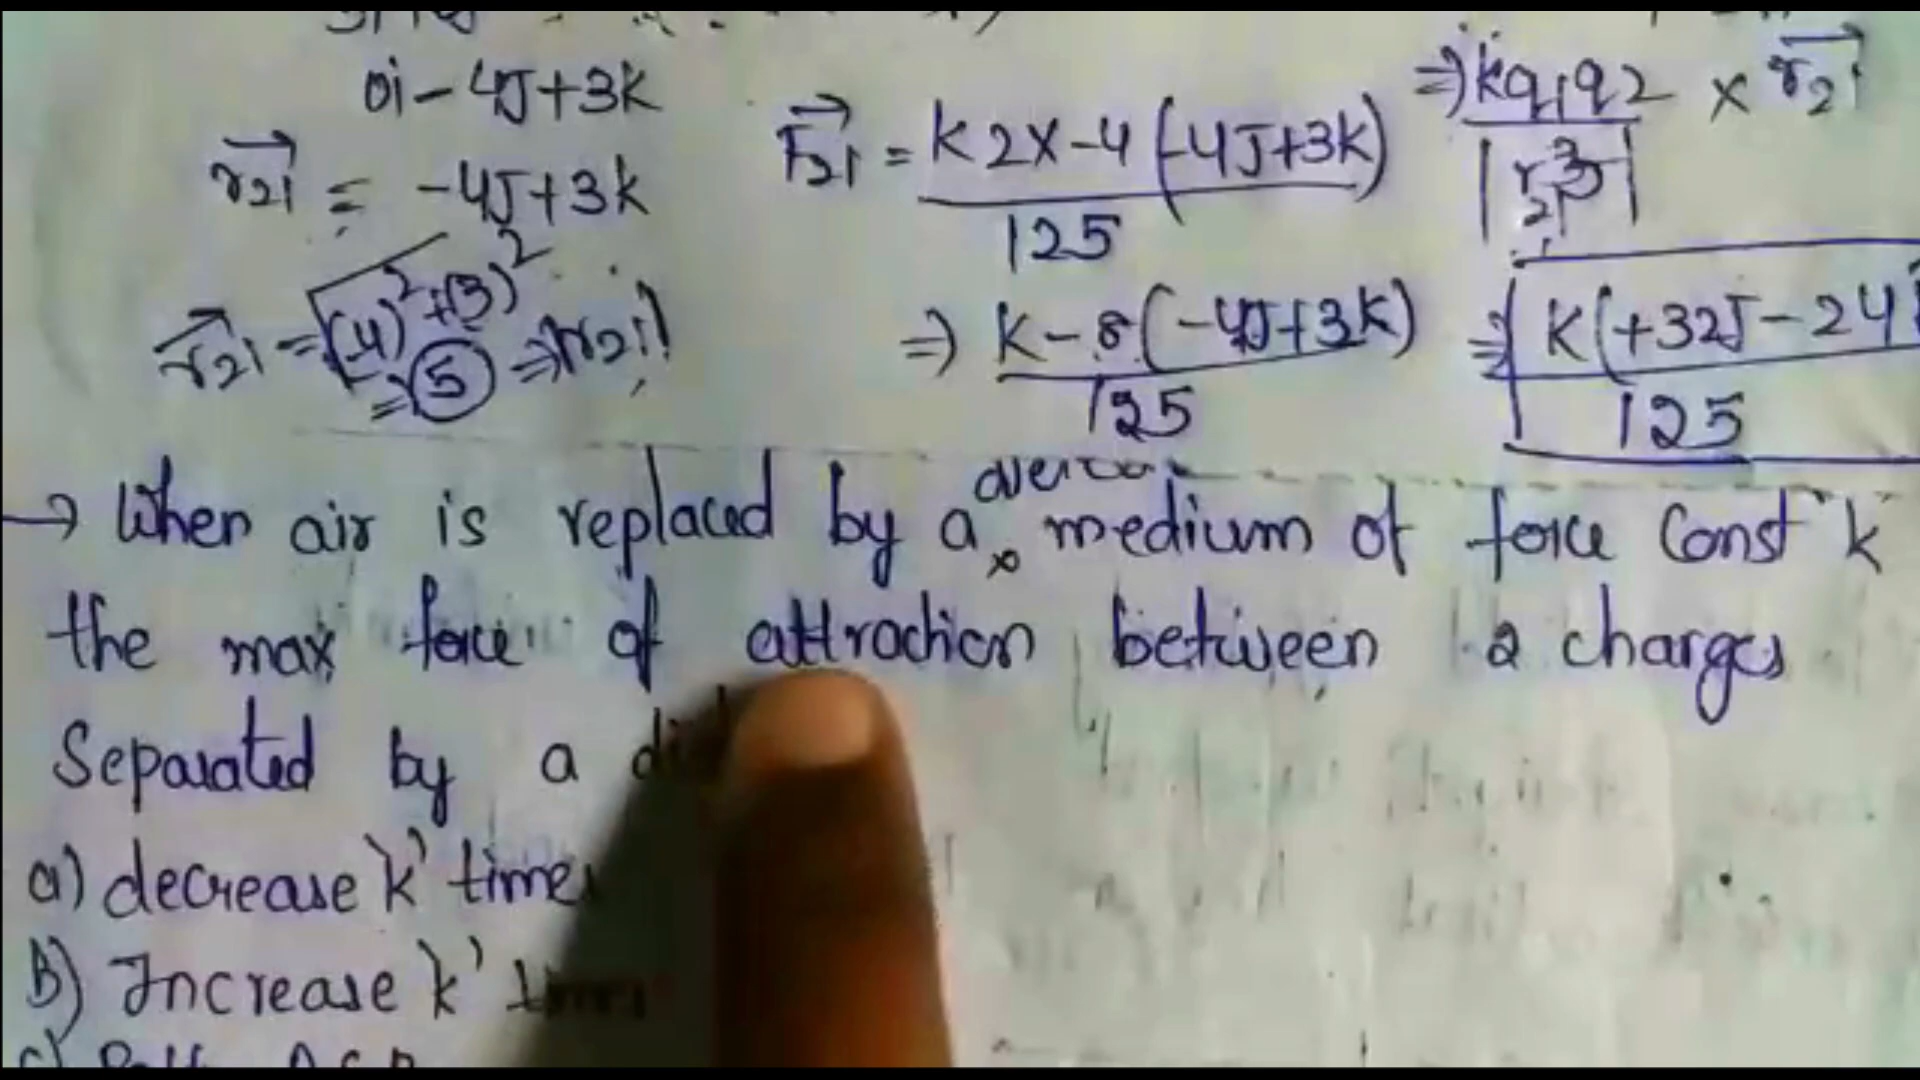 0i - 4J + 3K
r21 = -4J + 3K
r21 = √(4)² + (3)²
= 5 ⇒ |r21|
F21 = K 2 X -4 (-4J + 3K) / 125
⇒ kq1q2 / |r21³| × r21
⇒ K - 8 (-4J + 3K) / 125
⇒ K (+32J - 24 / 125
→ When air is replaced by a medium of force Const k
the max force of attraction between 2 charges
Separated by a
a) decrease 'k' times
B) Increase 'k' times